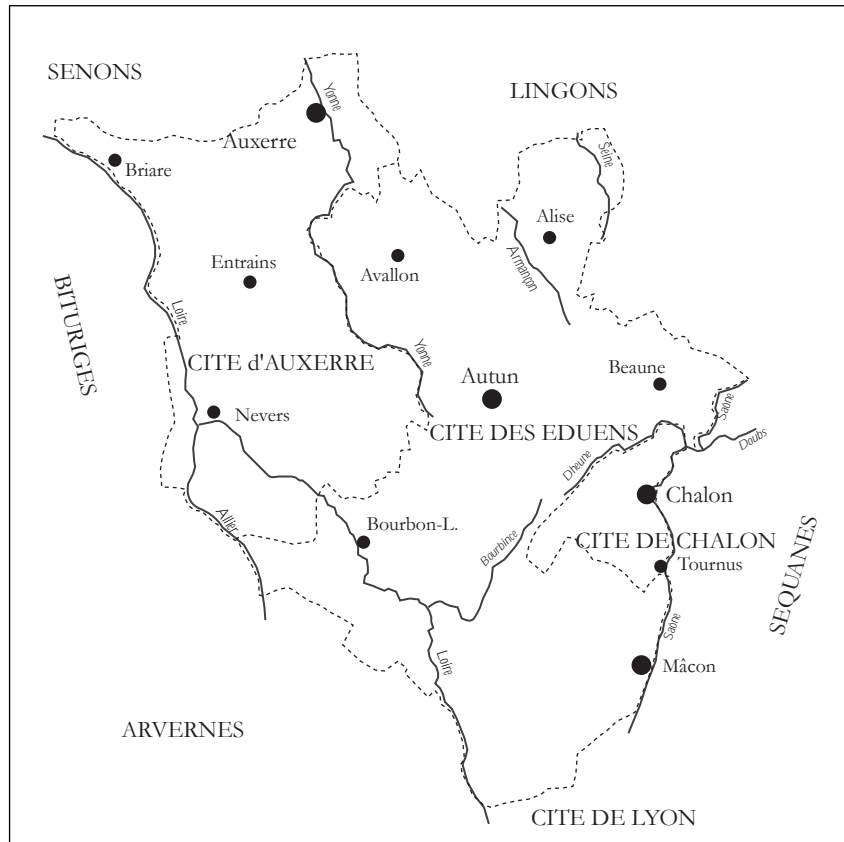 SENONS
LINGONS
Yonne
Auxerre
Briare
Seine
Alise
Armançon
Avallon
Entrains
BITURIGES
Loire
CITE d'AUXERRE
Yonne
Autun
Beaune
Saône
Nevers
CITE DES EDUENS
Doubs
Dheune
Chalon
Allier
Bourbon-L.
Bourbince
CITE DE CHALON
Tournus
SEQUANES
Saône
Loire
Mâcon
ARVERNES
CITE DE LYON